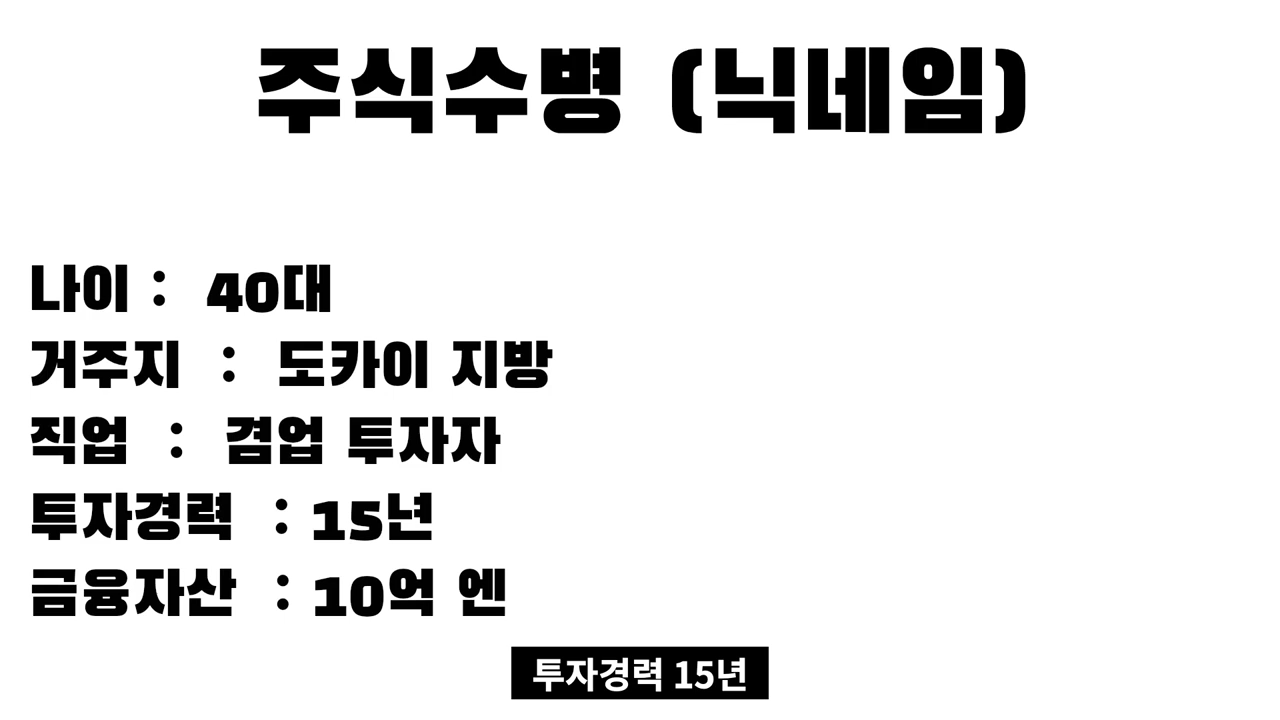 주식수병 (닉네임)
나이 : 40대
거주지 : 도카이 지방
직업 : 겸업 투자자
투자경력 : 15년
금융자산 : 10억 엔
투자경력 15년